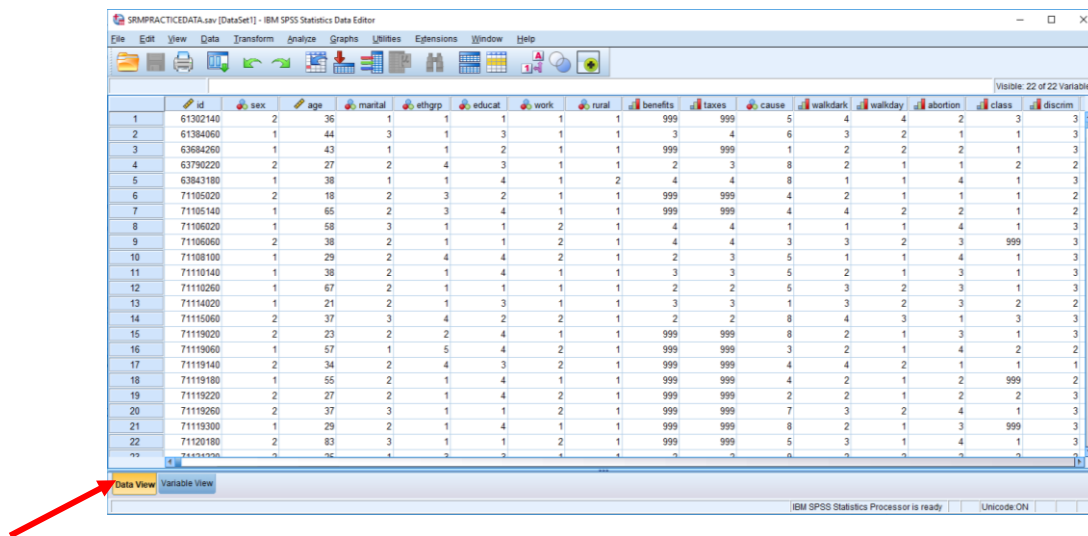 SRMPRACTICEDATA.sav [DataSet1] - IBM SPSS Statistics Data Editor
File Edit View Data Transform Analyze Graphs Utilities Extensions Window Help
Visible: 22 of 22 Variable
id sex age marital ethgrp educat work rural benefits taxes cause walkdark walkday abortion class discrim
1 61302140 2 36 1 1 1 1 1 999 999 5 4 4 2 3 3
2 61384060 1 44 3 1 3 1 1 3 4 6 3 2 1 1 3
3 63684260 1 43 1 1 2 1 1 999 999 1 2 2 2 1 3
4 63790220 2 27 2 4 3 1 1 2 3 8 2 1 1 2 2
5 63843180 1 38 1 1 4 1 2 4 4 8 1 1 4 1 3
6 71105020 2 18 2 3 2 1 1 999 999 4 2 1 1 1 2
7 71105140 1 65 2 3 4 1 1 999 999 4 4 2 2 1 2
8 71106020 1 58 3 1 1 2 1 4 4 1 1 1 4 1 3
9 71106060 2 38 2 1 1 2 1 4 4 3 3 2 3 999 3
10 71108100 1 29 2 4 4 2 1 2 3 5 1 1 4 1 3
11 71110140 1 38 2 1 4 1 1 3 3 5 2 1 3 1 3
12 71110260 1 67 2 1 1 1 1 2 2 5 3 2 3 1 3
13 71114020 1 21 2 1 3 1 1 3 3 1 3 2 3 2 2
14 71115060 2 37 3 4 2 2 1 2 2 8 4 3 1 3 3
15 71119020 2 23 2 2 4 1 1 999 999 8 2 1 3 1 3
16 71119060 1 57 1 5 4 2 1 999 999 3 2 1 4 2 2
17 71119140 2 34 2 4 3 2 1 999 999 4 4 2 1 1 1
18 71119180 1 55 2 1 4 1 1 999 999 4 2 1 2 999 2
19 71119220 2 27 2 1 4 2 1 999 999 2 2 1 2 2 3
20 71119260 2 37 3 1 1 2 1 999 999 7 3 2 4 1 3
21 71119300 1 29 2 1 4 1 1 999 999 8 2 1 3 999 3
22 71120180 2 83 3 1 1 2 1 999 999 5 3 1 4 1 3
Data View Variable View
IBM SPSS Statistics Processor is ready Unicode:ON